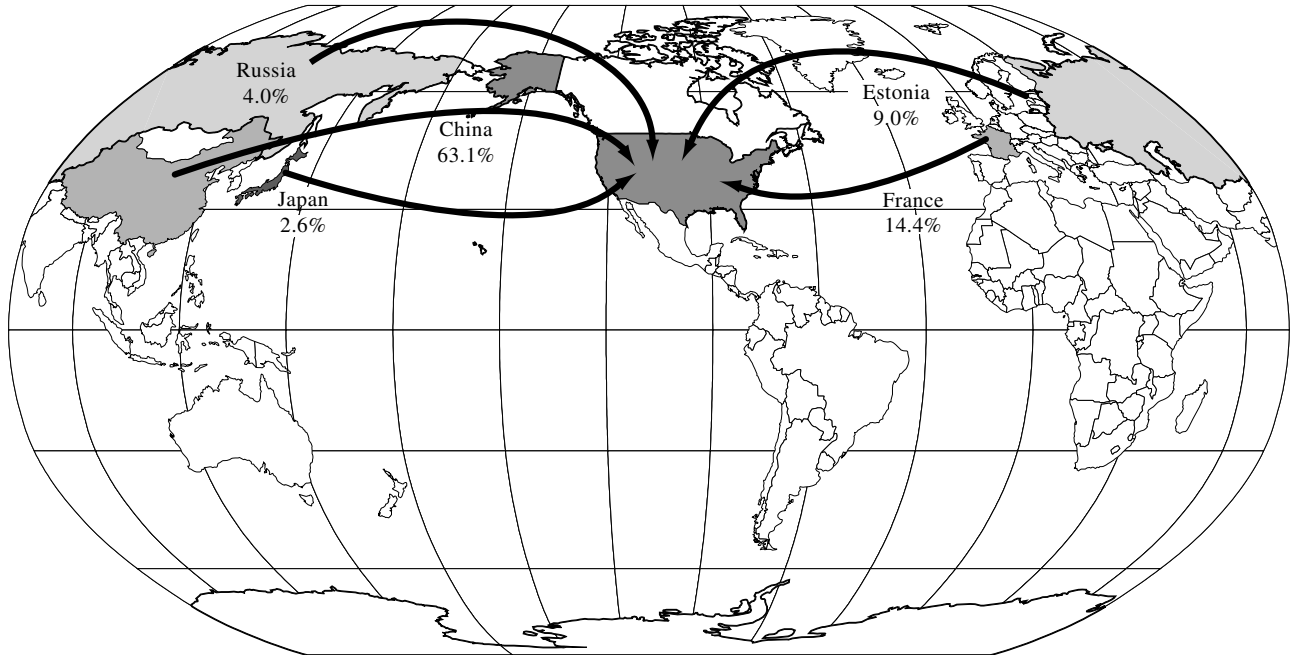 Russia
4.0%
China
63.1%
Japan
2.6%
Estonia
9.0%
France
14.4%